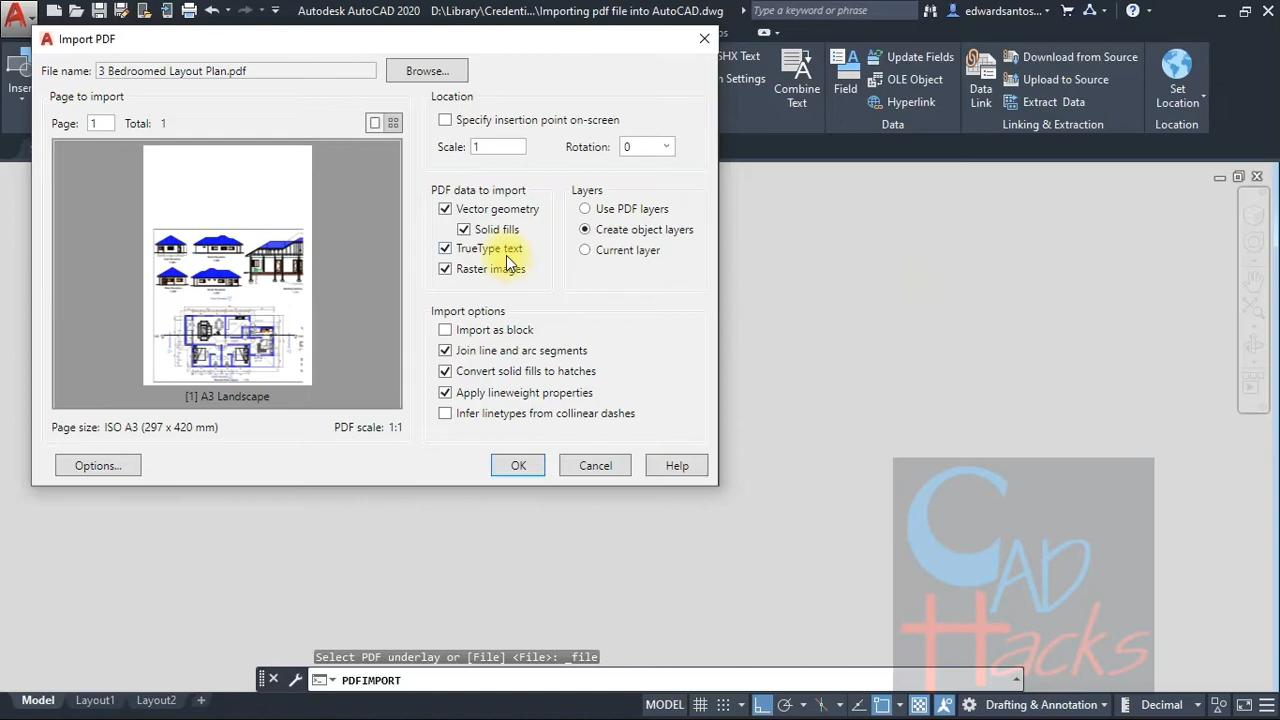 Autodesk AutoCAD 2020 D:\Library\Credenti...\Importing pdf file into AutoCAD.dwg
Type a keyword or phrase
edwardsantos...
Import PDF
File name: 3 Bedroomed Layout Plan.pdf
Browse...
Page to import
Page: 1 Total: 1
[1] A3 Landscape
Page size: ISO A3 (297 x 420 mm) PDF scale: 1:1
Options...
Location
Specify insertion point on-screen
Scale: 1 Rotation: 0
PDF data to import
Vector geometry
Solid fills
TrueType text
Raster images
Layers
Use PDF layers
Create object layers
Current layer
Import options
Import as block
Join line and arc segments
Convert solid fills to hatches
Apply lineweight properties
Infer linetypes from collinear dashes
OK Cancel Help
Inser
SHX Text
Settings
Combine
Text
Field
Update Fields
OLE Object
Hyperlink
Data
Data
Link
Download from Source
Upload to Source
Extract Data
Linking & Extraction
Set
Location
Location
CAD
Hacks
Select PDF underlay or [File] <File>: _file
PDFIMPORT
Model Layout1 Layout2 +
MODEL
Drafting & Annotation
Decimal